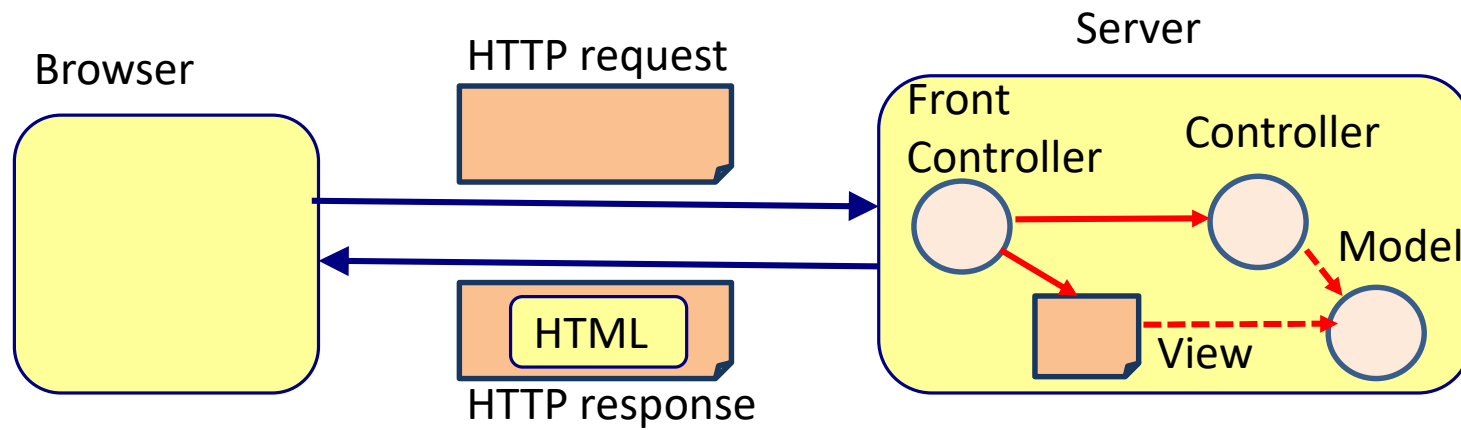 Browser
HTTP request
Server
Front
Controller
Controller
Model
View
HTML
HTTP response